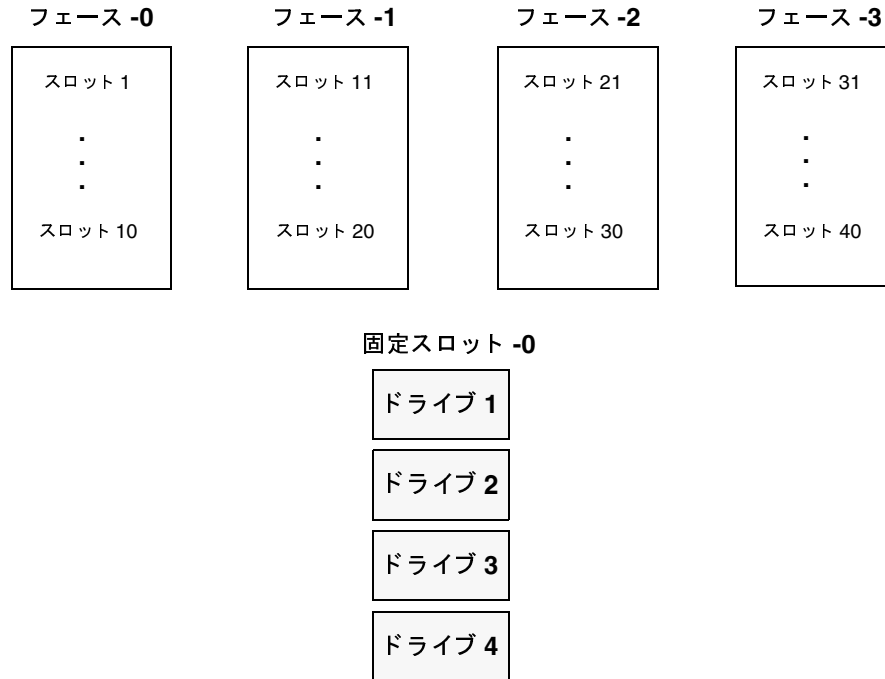 フェース -0
フェース -1
フェース -2
フェース -3
スロット 1
スロット 11
スロット 21
スロット 31
スロット 10
スロット 20
スロット 30
スロット 40
固定スロット -0
ドライブ 1
ドライブ 2
ドライブ 3
ドライブ 4